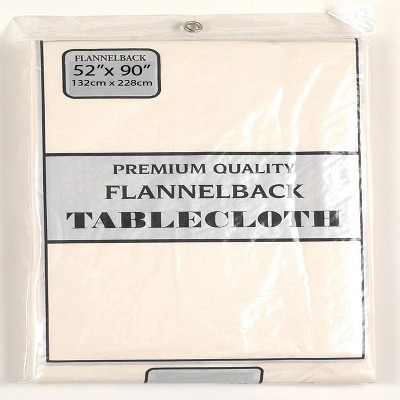 FLANNELBACK
52"x 90"
132cm x 228cm
PREMIUM QUALITY
FLANNELBACK
TABLECLOTH